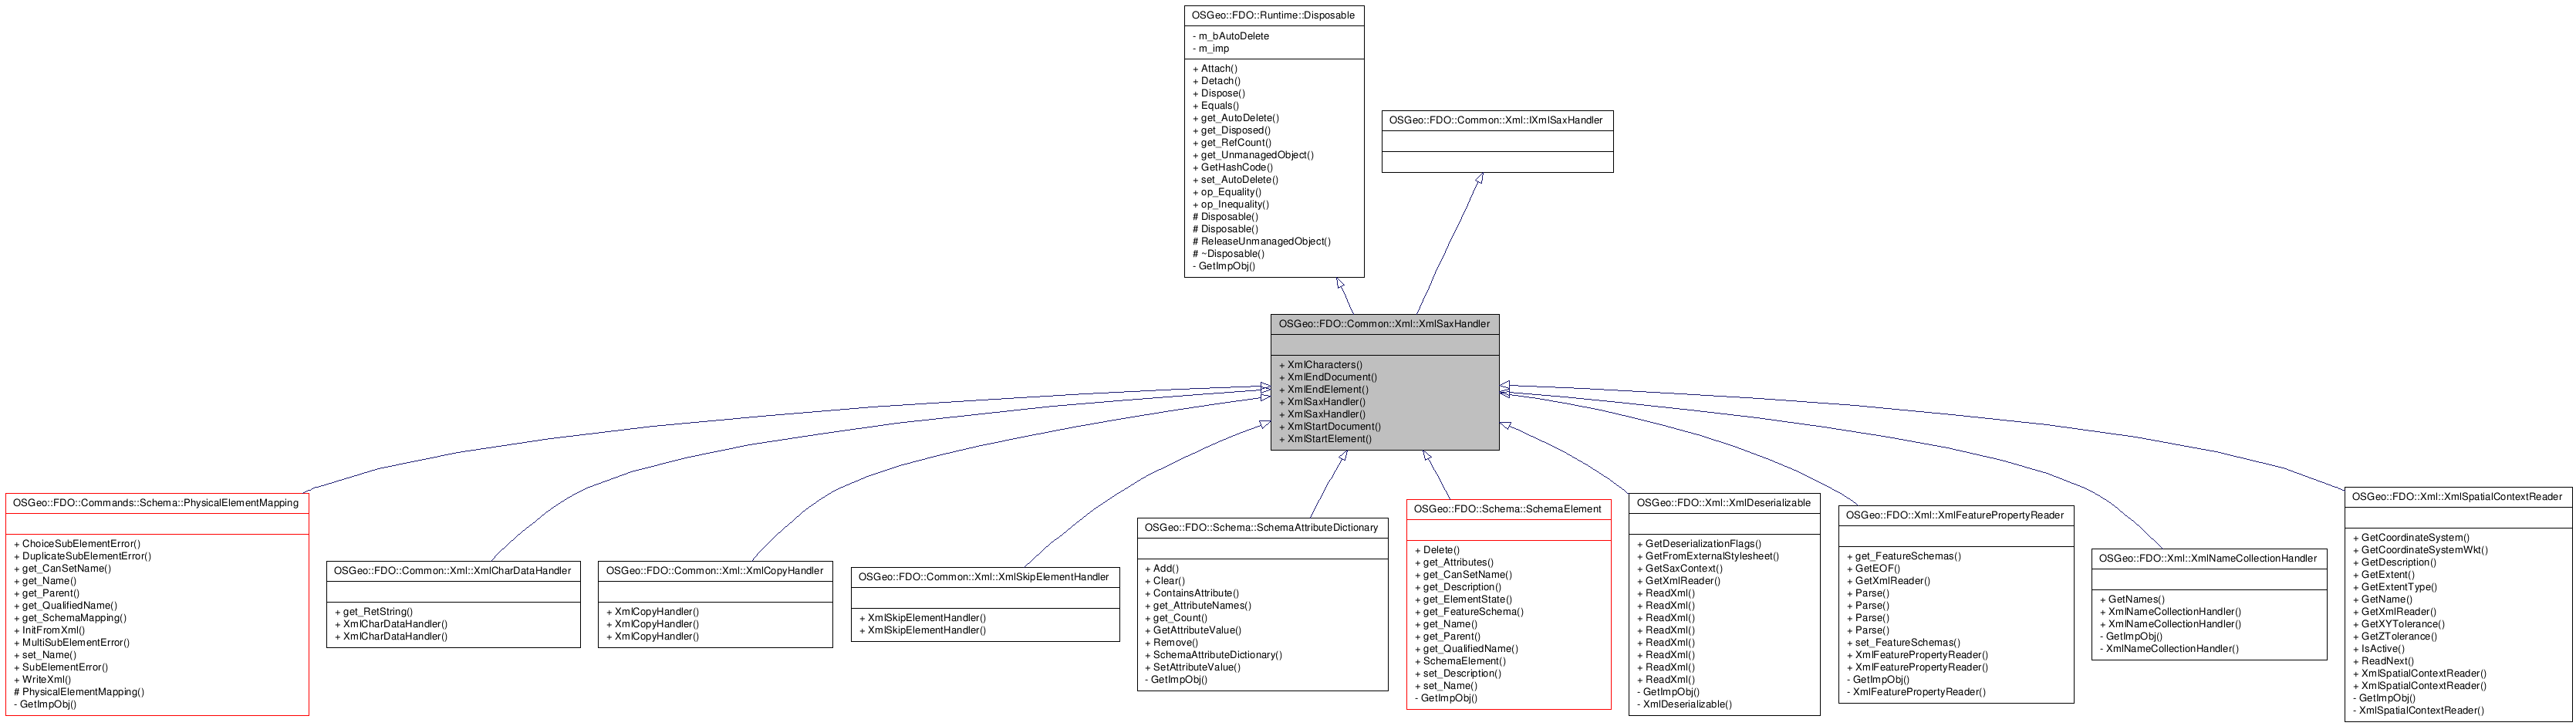 OSGeo::FDO::Runtime::Disposable
- m_bAutoDelete
- m_imp
+ Attach()
+ Detach()
+ Dispose()
+ Equals()
+ get_AutoDelete()
+ get_Disposed()
+ get_RefCount()
+ get_UnmanagedObject()
+ GetHashCode()
+ set_AutoDelete()
+ op_Equality()
+ op_Inequality()
# Disposable()
# Disposable()
# ReleaseUnmanagedObject()
# ~Disposable()
- GetImpObj()
OSGeo::FDO::Common::Xml::IXmlSaxHandler
OSGeo::FDO::Common::Xml::XmlSaxHandler
+ XmlCharacters()
+ XmlEndDocument()
+ XmlEndElement()
+ XmlSaxHandler()
+ XmlSaxHandler()
+ XmlStartDocument()
+ XmlStartElement()
OSGeo::FDO::Commands::Schema::PhysicalElementMapping
+ ChoiceSubElementError()
+ DuplicateSubElementError()
+ get_CanSetName()
+ get_Name()
+ get_Parent()
+ get_QualifiedName()
+ get_SchemaMapping()
+ InitFromXml()
+ MultiSubElementError()
+ set_Name()
+ SubElementError()
+ WriteXml()
# PhysicalElementMapping()
- GetImpObj()
OSGeo::FDO::Common::Xml::XmlCharDataHandler
+ get_RetString()
+ XmlCharDataHandler()
+ XmlCharDataHandler()
OSGeo::FDO::Common::Xml::XmlCopyHandler
+ XmlCopyHandler()
+ XmlCopyHandler()
+ XmlCopyHandler()
OSGeo::FDO::Common::Xml::XmlSkipElementHandler
+ XmlSkipElementHandler()
+ XmlSkipElementHandler()
OSGeo::FDO::Schema::SchemaAttributeDictionary
+ Add()
+ Clear()
+ ContainsAttribute()
+ get_AttributeNames()
+ get_Count()
+ GetAttributeValue()
+ Remove()
+ SchemaAttributeDictionary()
+ SetAttributeValue()
- GetImpObj()
OSGeo::FDO::Schema::SchemaElement
+ Delete()
+ get_Attributes()
+ get_CanSetName()
+ get_Description()
+ get_ElementState()
+ get_FeatureSchema()
+ get_Name()
+ get_Parent()
+ get_QualifiedName()
+ SchemaElement()
+ set_Description()
+ set_Name()
- GetImpObj()
OSGeo::FDO::Xml::XmlDeserializable
+ GetDeserializationFlags()
+ GetFromExternalStylesheet()
+ GetSaxContext()
+ GetXmlReader()
+ ReadXml()
+ ReadXml()
+ ReadXml()
+ ReadXml()
+ ReadXml()
+ ReadXml()
+ ReadXml()
+ ReadXml()
- GetImpObj()
- XmlDeserializable()
OSGeo::FDO::Xml::XmlFeaturePropertyReader
+ get_FeatureSchemas()
+ GetEOF()
+ GetXmlReader()
+ Parse()
+ Parse()
+ Parse()
+ Parse()
+ set_FeatureSchemas()
+ XmlFeaturePropertyReader()
+ XmlFeaturePropertyReader()
- GetImpObj()
- XmlFeaturePropertyReader()
OSGeo::FDO::Xml::XmlNameCollectionHandler
+ GetNames()
+ XmlNameCollectionHandler()
+ XmlNameCollectionHandler()
- GetImpObj()
- XmlNameCollectionHandler()
OSGeo::FDO::Xml::XmlSpatialContextReader
+ GetCoordinateSystem()
+ GetCoordinateSystemWkt()
+ GetDescription()
+ GetExtent()
+ GetExtentType()
+ GetName()
+ GetXmlReader()
+ GetXYTolerance()
+ GetZTolerance()
+ IsActive()
+ ReadNext()
+ XmlSpatialContextReader()
+ XmlSpatialContextReader()
- GetImpObj()
- XmlSpatialContextReader()